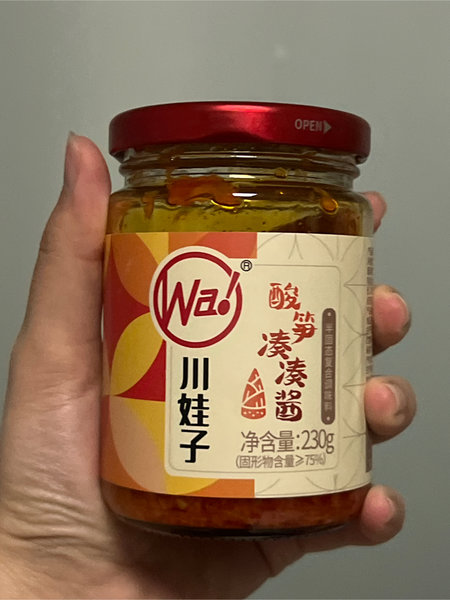 OPEN▶
Wa!®
川娃子
酸笋
凑凑酱
半固态复合调味料
净含量:230g
(固形物含量≥75%)